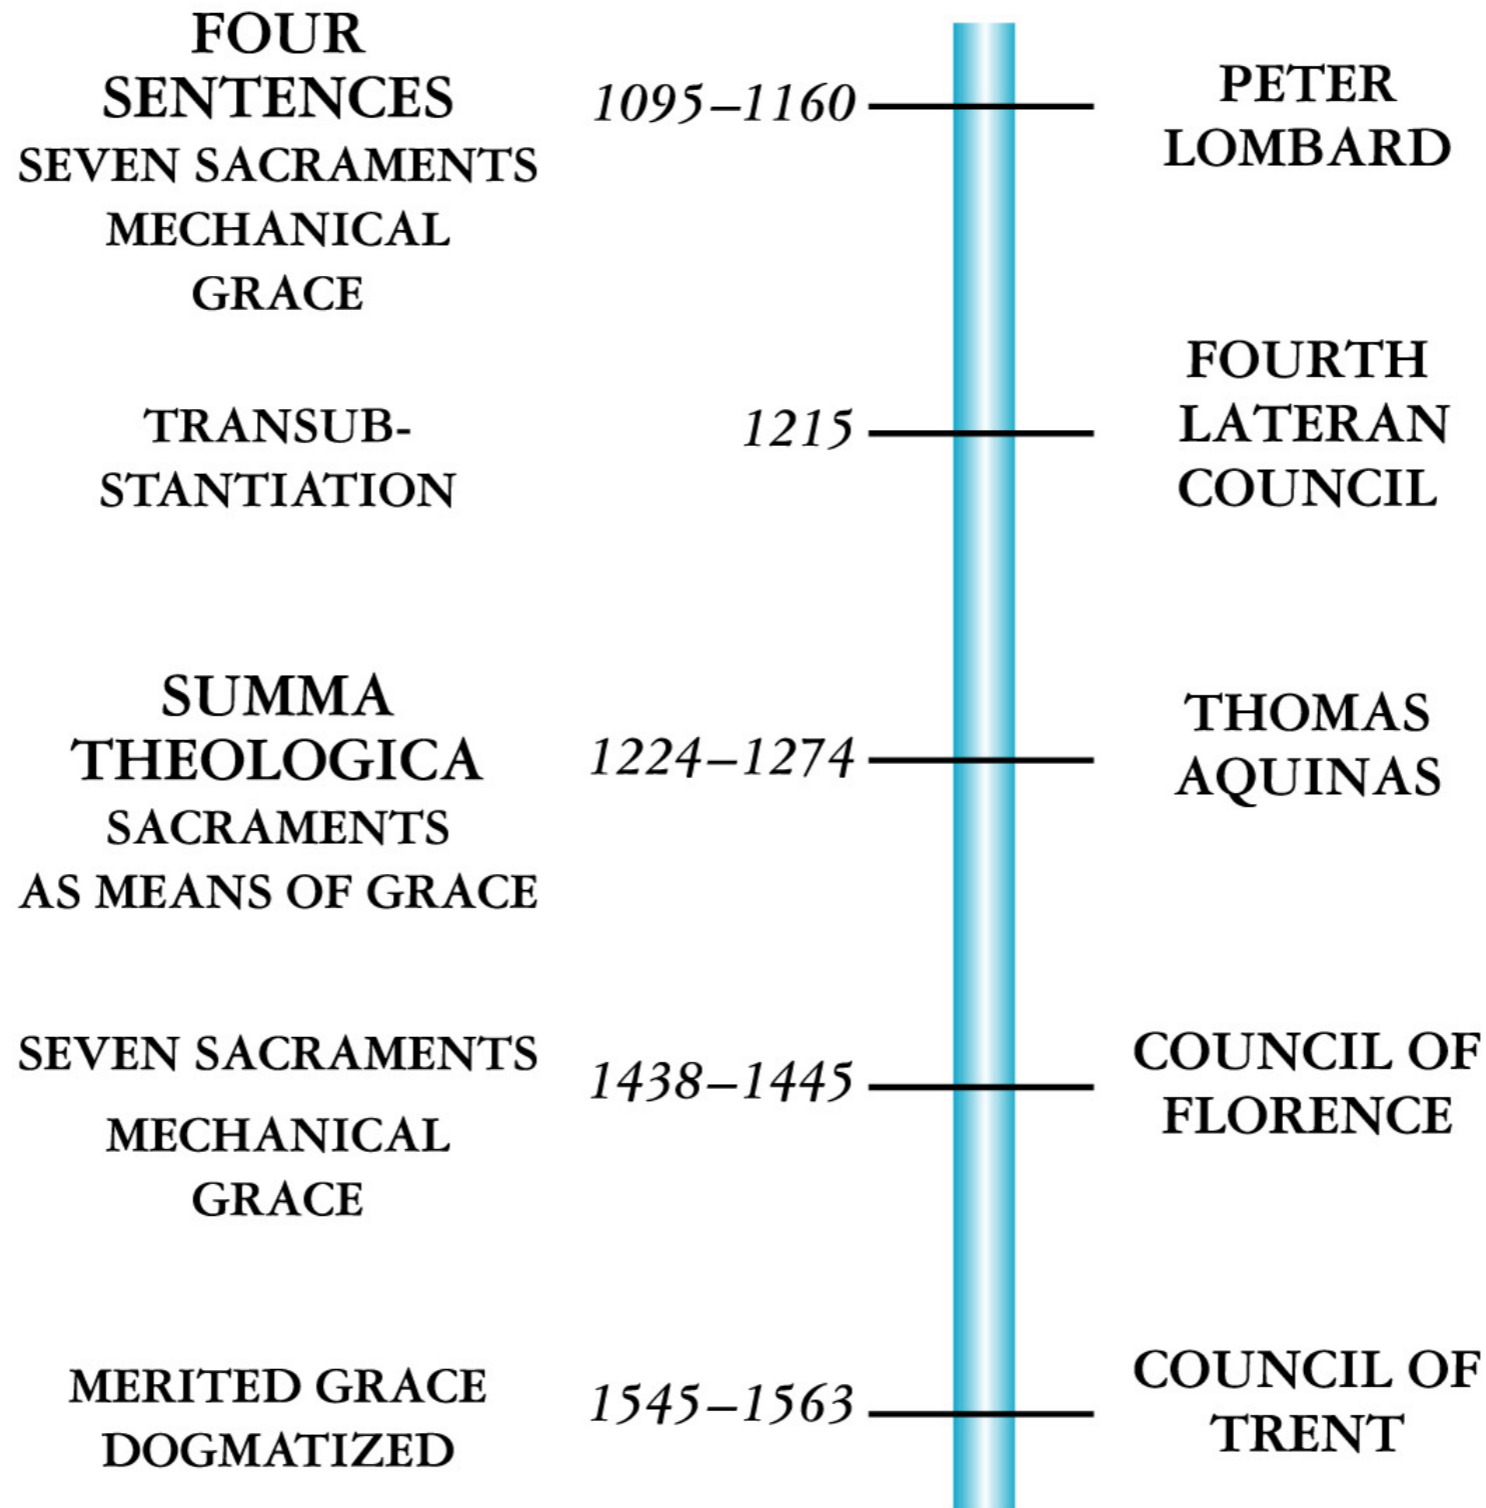 FOUR
SENTENCES
SEVEN SACRAMENTS
MECHANICAL
GRACE
1095–1160
PETER
LOMBARD
TRANSUB-
STANTIATION
1215
FOURTH
LATERAN
COUNCIL
SUMMA
THEOLOGICA
SACRAMENTS
AS MEANS OF GRACE
1224–1274
THOMAS
AQUINAS
SEVEN SACRAMENTS
MECHANICAL
GRACE
1438–1445
COUNCIL OF
FLORENCE
MERITED GRACE
DOGMATIZED
1545–1563
COUNCIL OF
TRENT